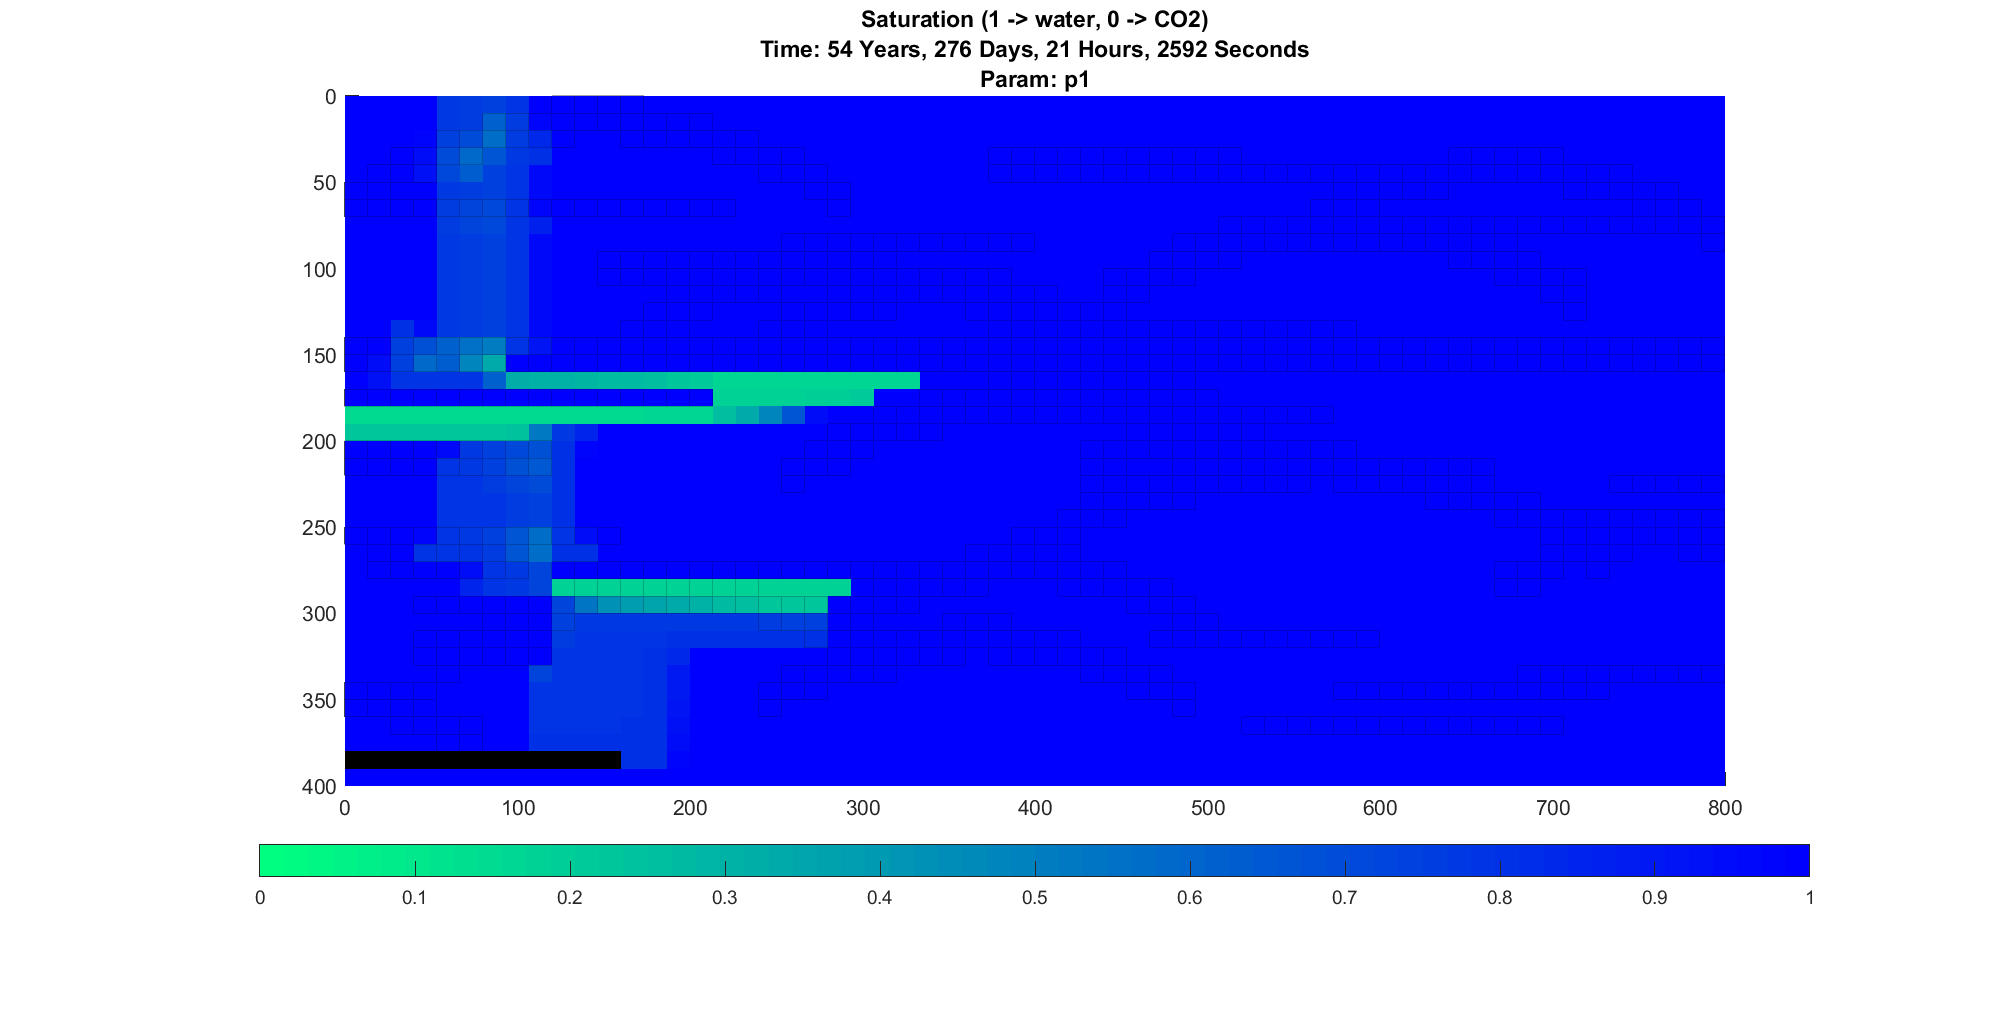 Saturation (1 -> water, 0 -> CO2)
Time: 54 Years, 276 Days, 21 Hours, 2592 Seconds
Param: p1
0
50
100
150
200
250
300
350
400
0 100 200 300 400 500 600 700 800
0 0.1 0.2 0.3 0.4 0.5 0.6 0.7 0.8 0.9 1